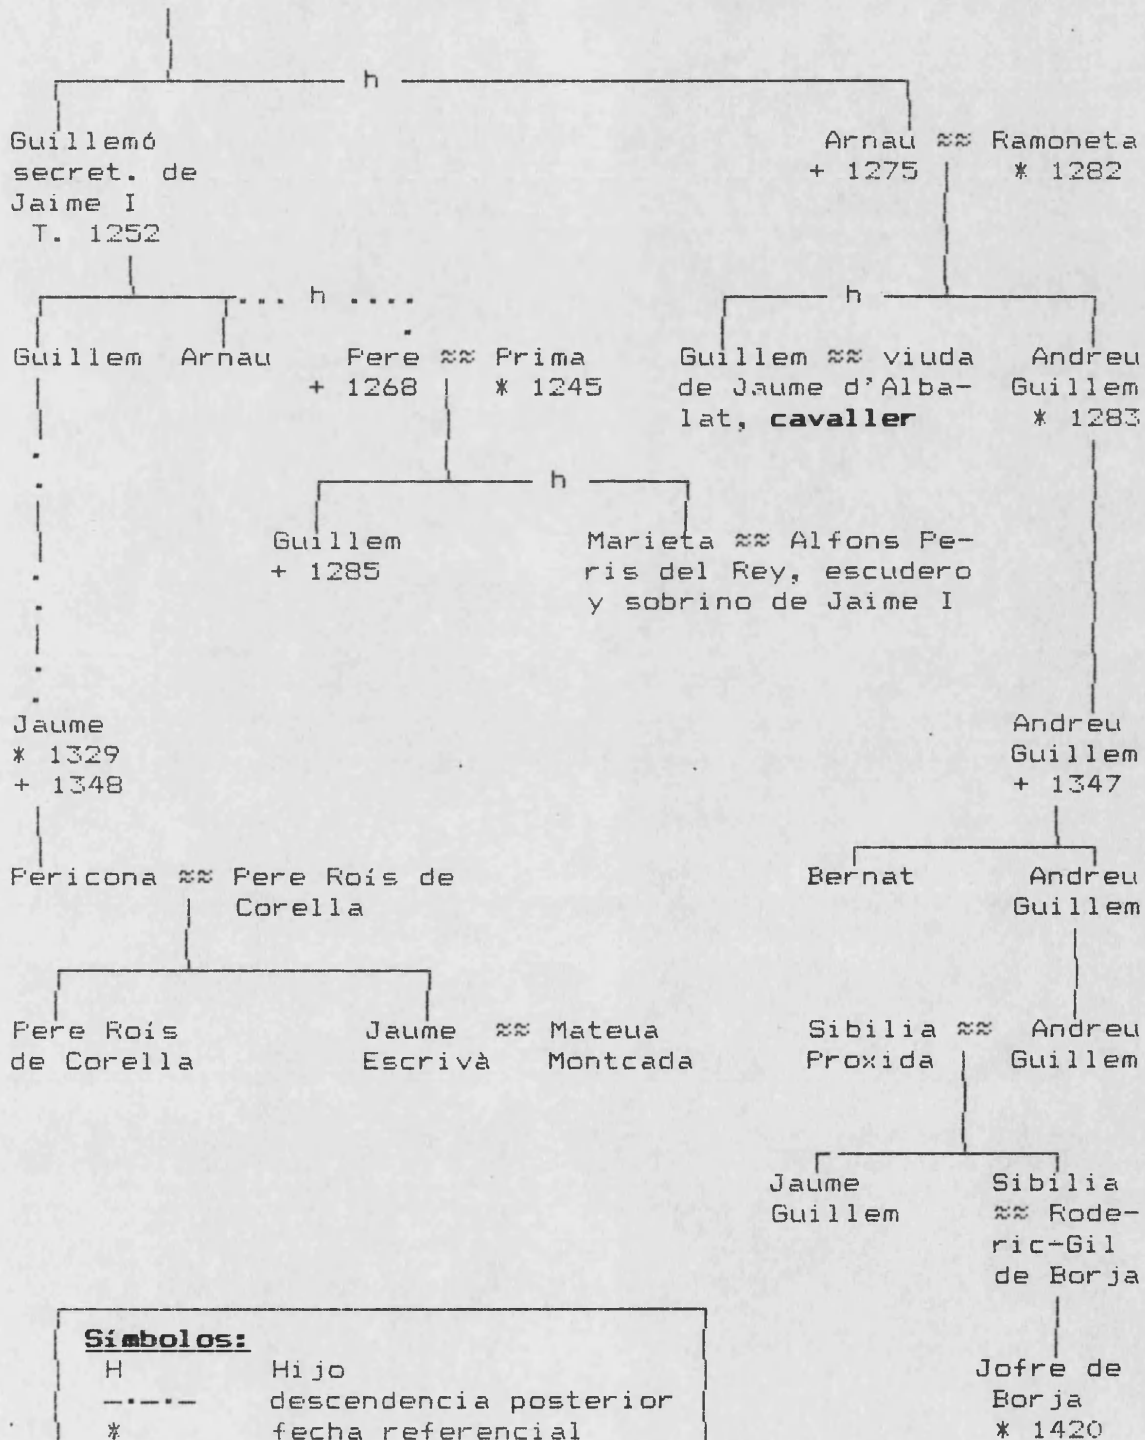 h
Guillemó
secret. de
Jaime I
T. 1252
Arnau ≈≈ Ramoneta
+ 1275 * 1282
... h ....
h
Guillem Arnau Pere ≈≈ Prima
+ 1268 * 1245
Guillem ≈≈ viuda
de Jaume d'Alba-
lat, cavaller
Andreu
Guillem
* 1283
h
Guillem
+ 1285
Marieta ≈≈ Alfons Pe-
ris del Rey, escudero
y sobrino de Jaime I
Jaume
* 1329
+ 1348
Andreu
Guillem
+ 1347
Pericona ≈≈ Pere Roís de
Corella
Bernat Andreu
Guillem
Pere Roís
de Corella
Jaume ≈≈ Mateua
Escrivà Montcada
Sibilia ≈≈ Andreu
Proxida Guillem
Jaume
Guillem
Sibilia
≈≈ Rode-
ric-Gil
de Borja
Jofre de
Borja
* 1420
Símbolos:
H Hijo
—.—.— descendencia posterior
* fecha referencial